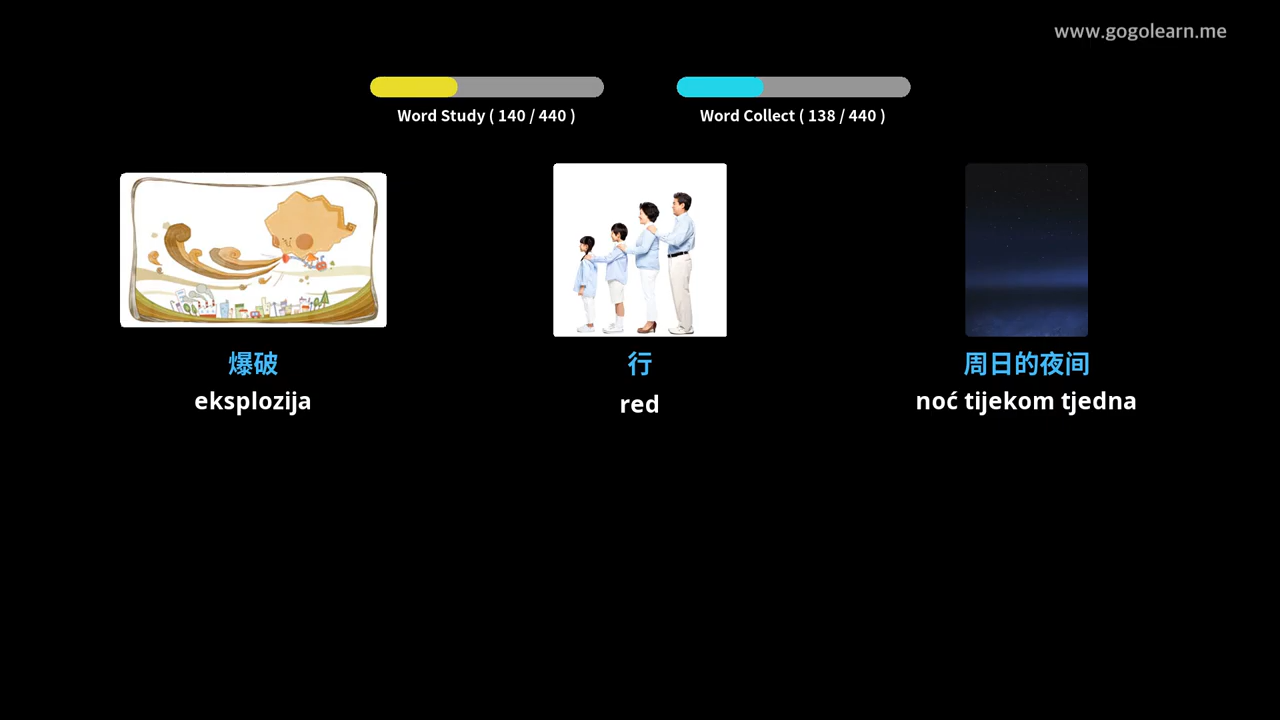 www.gogolearn.me
Word Study ( 140 / 440 )
Word Collect ( 138 / 440 )
爆破
行
周日的夜间
eksplozija
red
noć tijekom tjedna